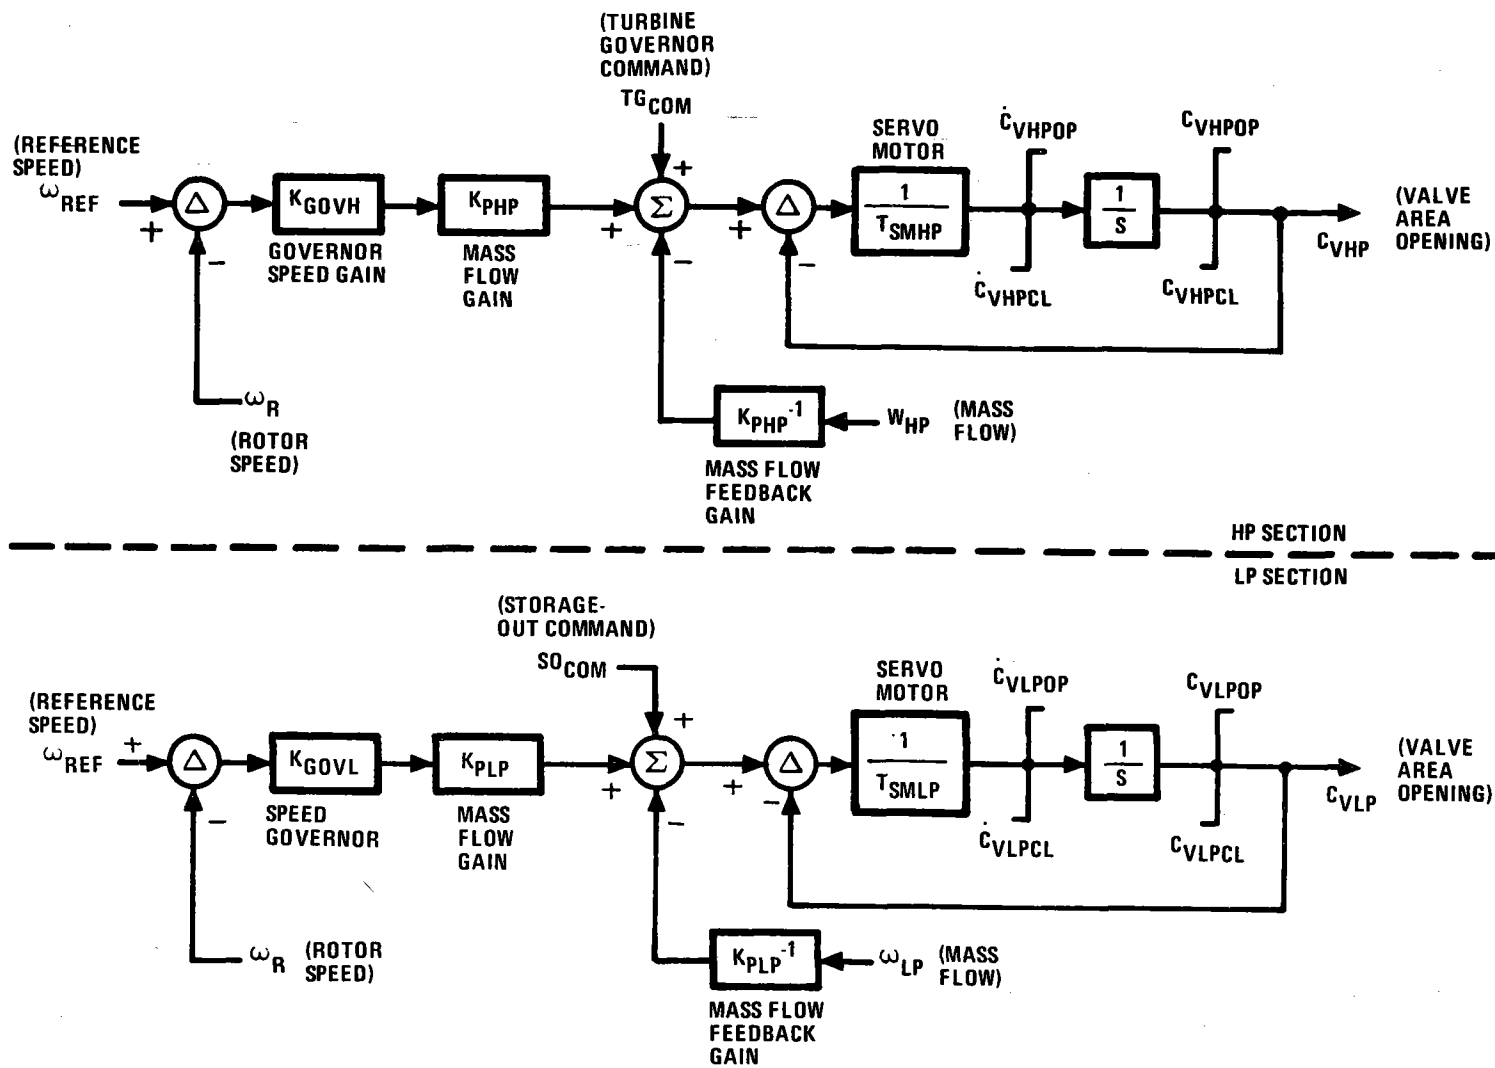 (TURBINE
GOVERNOR
COMMAND)
TG_COM
(REFERENCE
SPEED)
ω_REF
+
Δ
-
K_GOVH
GOVERNOR
SPEED GAIN
K_PHP
MASS
FLOW
GAIN
+
Σ
+
-
+
Δ
-
SERVO
MOTOR
1
T_SMHP
Ċ_VHPOP
Ċ_VHPCL
1
S
C_VHPOP
C_VHPCL
C_VHP
(VALVE
AREA
OPENING)
ω_R
(ROTOR
SPEED)
K_PHP^-1
W_HP
(MASS
FLOW)
MASS FLOW
FEEDBACK
GAIN
HP SECTION
LP SECTION
(STORAGE-
OUT COMMAND)
SO_COM
(REFERENCE
SPEED)
ω_REF
+
Δ
-
K_GOVL
SPEED
GOVERNOR
K_PLP
MASS
FLOW
GAIN
+
Σ
+
-
+
Δ
-
SERVO
MOTOR
1
T_SMLP
Ċ_VLPOP
Ċ_VLPCL
1
S
C_VLPOP
C_VLPCL
C_VLP
(VALVE
AREA
OPENING)
ω_R
(ROTOR
SPEED)
K_PLP^-1
ω_LP
(MASS
FLOW)
MASS FLOW
FEEDBACK
GAIN